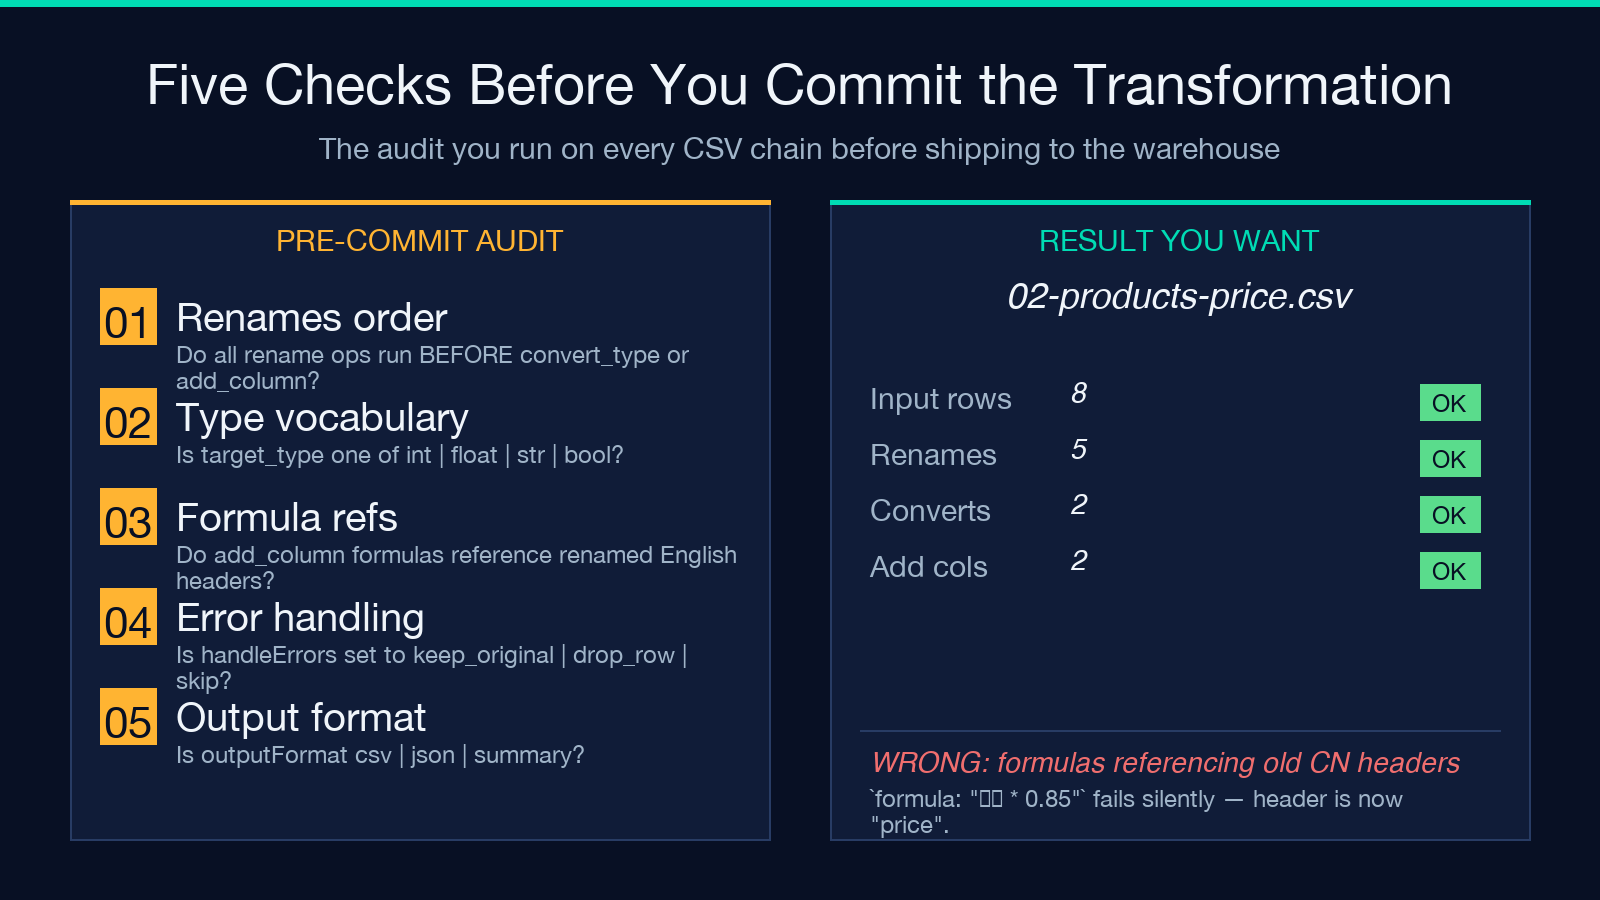 Five Checks Before You Commit the Transformation
The audit you run on every CSV chain before shipping to the warehouse
PRE-COMMIT AUDIT
01
Renames order
Do all rename ops run BEFORE convert_type or
add_column?
02
Type vocabulary
Is target_type one of int | float | str | bool?
03
Formula refs
Do add_column formulas reference renamed English
headers?
04
Error handling
Is handleErrors set to keep_original | drop_row |
skip?
05
Output format
Is outputFormat csv | json | summary?
RESULT YOU WANT
02-products-price.csv
Input rows 8 OK
Renames 5 OK
Converts 2 OK
Add cols 2 OK
WRONG: formulas referencing old CN headers
`formula: "▯▯ * 0.85"` fails silently — header is now
"price".